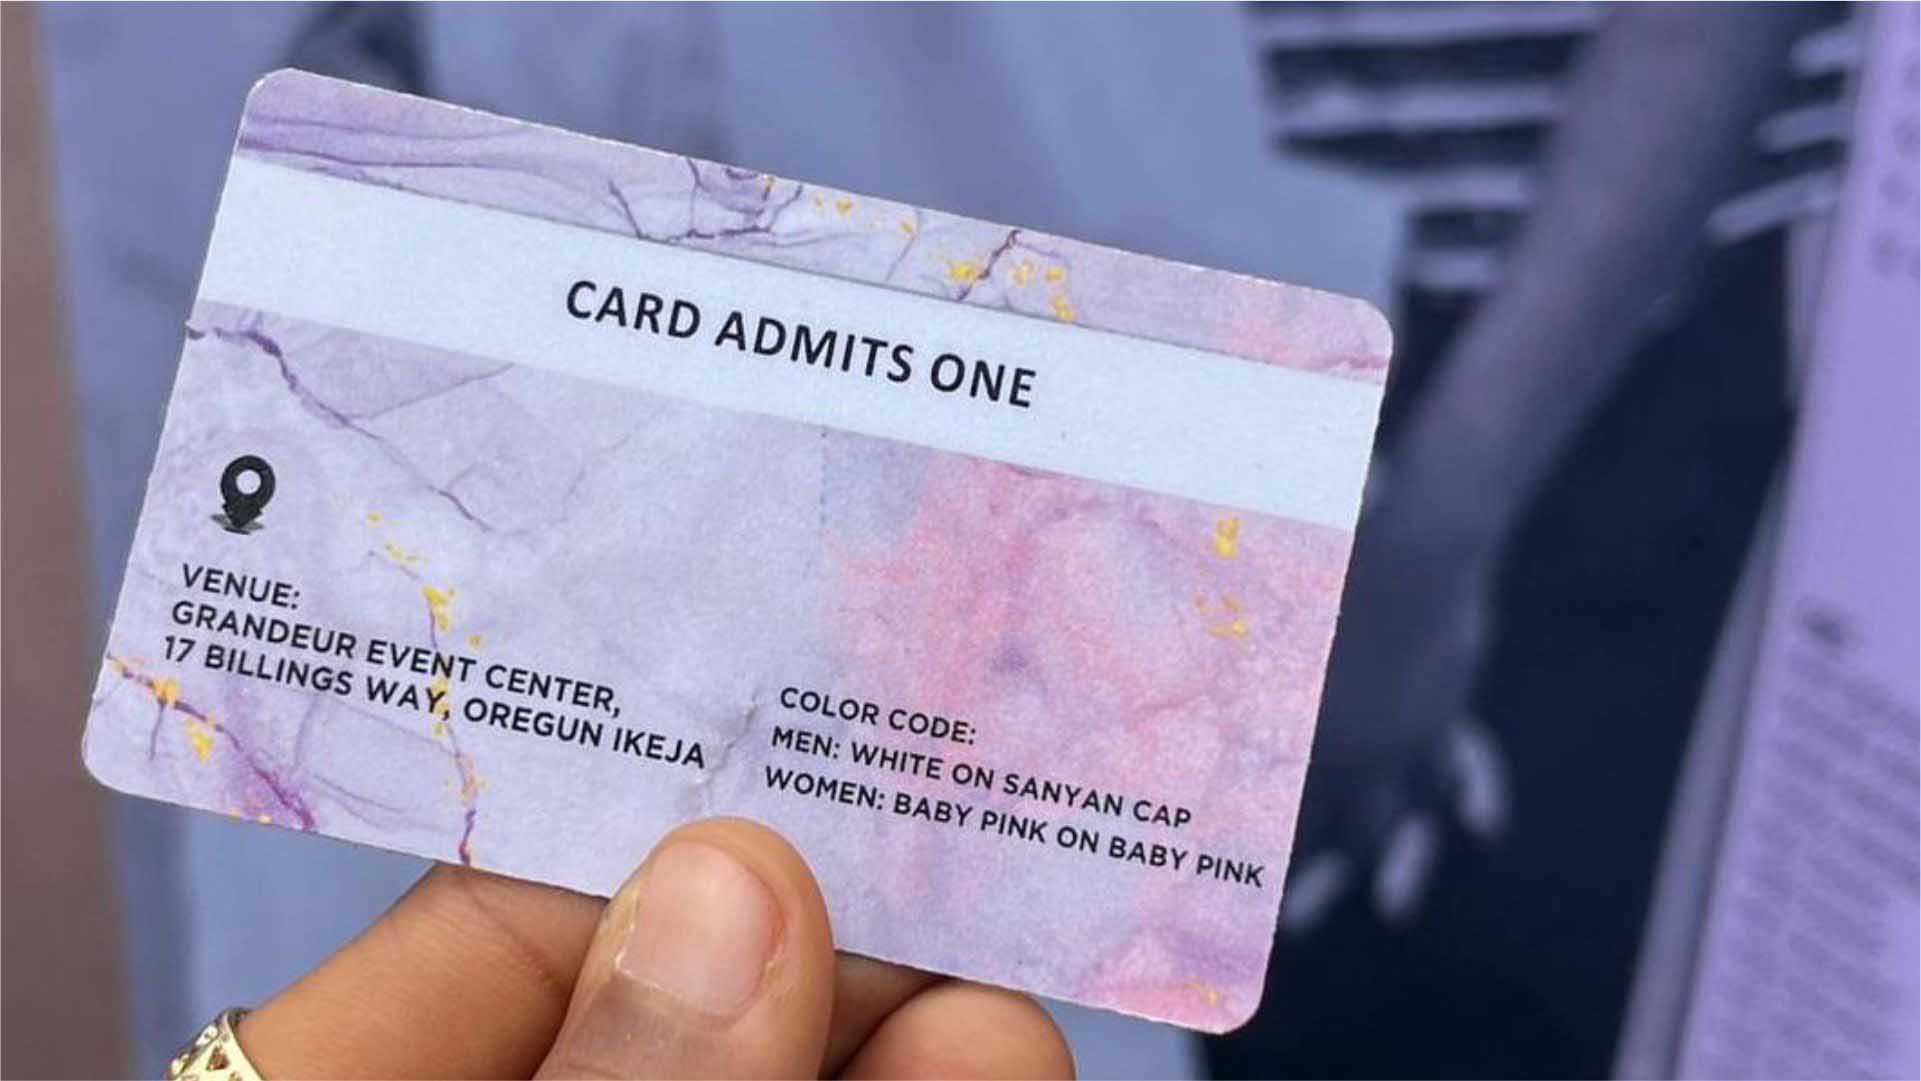 CARD ADMITS ONE
VENUE:
GRANDEUR EVENT CENTER,
17 BILLINGS WAY, OREGUN IKEJA
COLOR CODE:
MEN: WHITE ON SANYAN CAP
WOMEN: BABY PINK ON BABY PINK